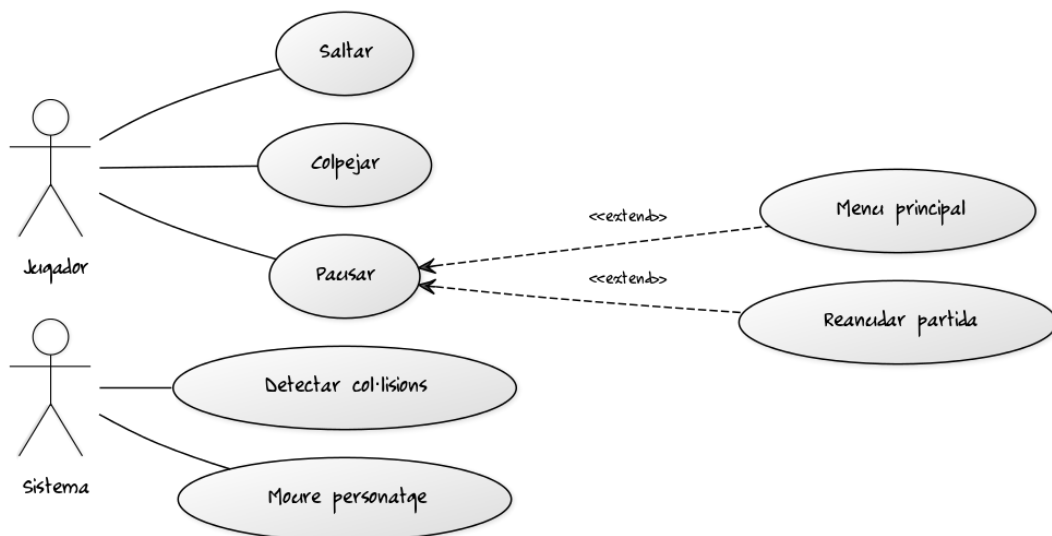 Saltar
Colpejar
Jugador
Pausar
<<extend>>
<<extend>>
Menu principal
Reanudar partida
Sistema
Detectar col·lisions
Moure personatge